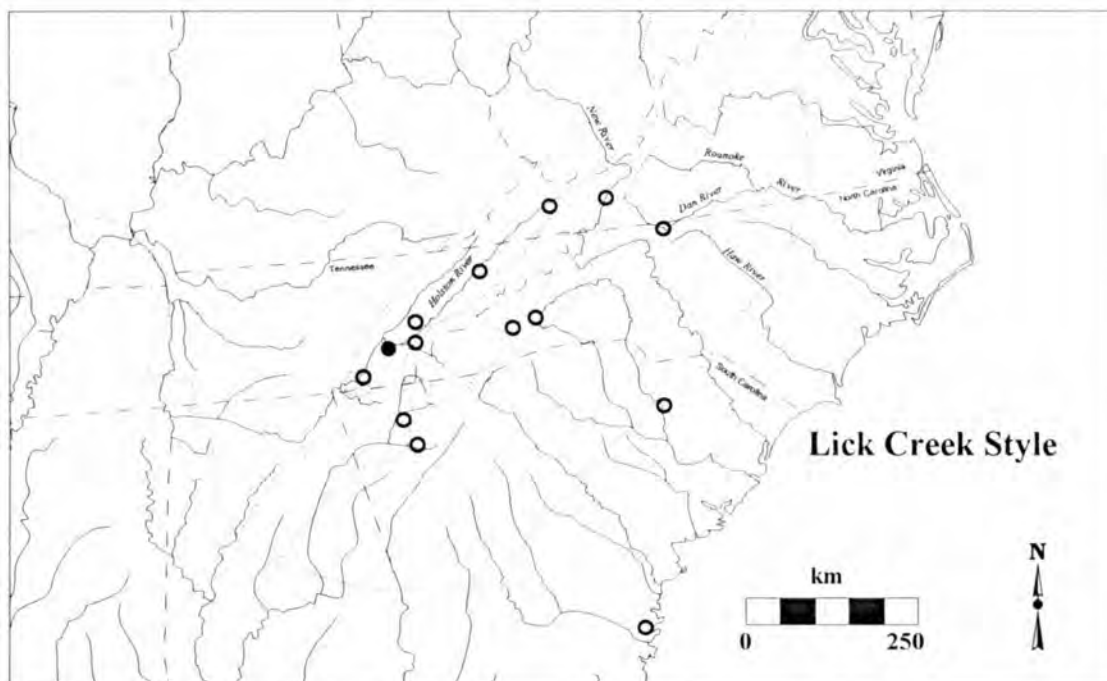 New River
Roanoke
River
Virginia
North Carolina
Dan River
Haw River
Tennessee
Holston River
South Carolina
Lick Creek Style
N
km
0 250